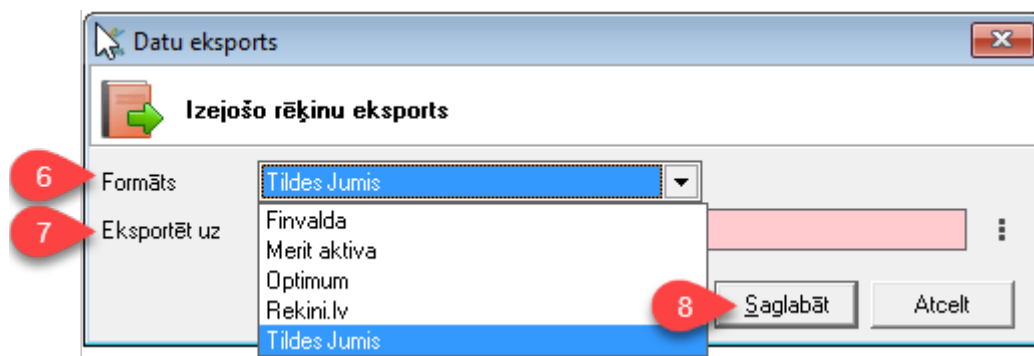 Datu eksports
Izejošo rēķinu eksports
6 Formāts Tildes Jumis
7 Eksportēt uz
Finvalda
Merit aktiva
Optimum
Rekini.lv
Tildes Jumis
8 Saglabāt Atcelt